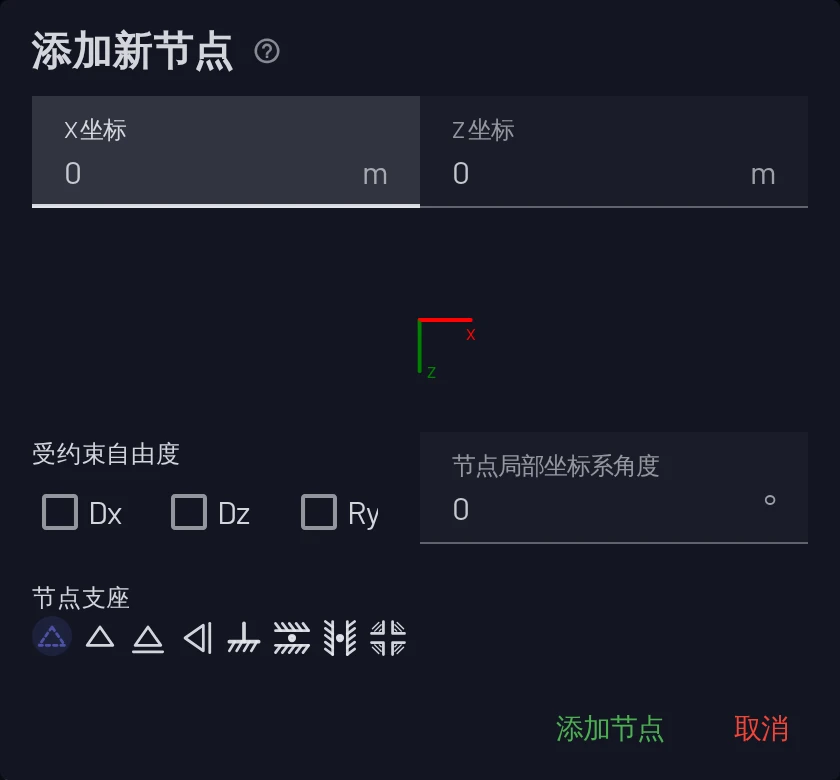 添加新节点
X 坐标
0 m
Z 坐标
0 m
x
z
受约束自由度
Dx Dz Ry
节点局部坐标系角度
0 °
节点支座
添加节点 取消